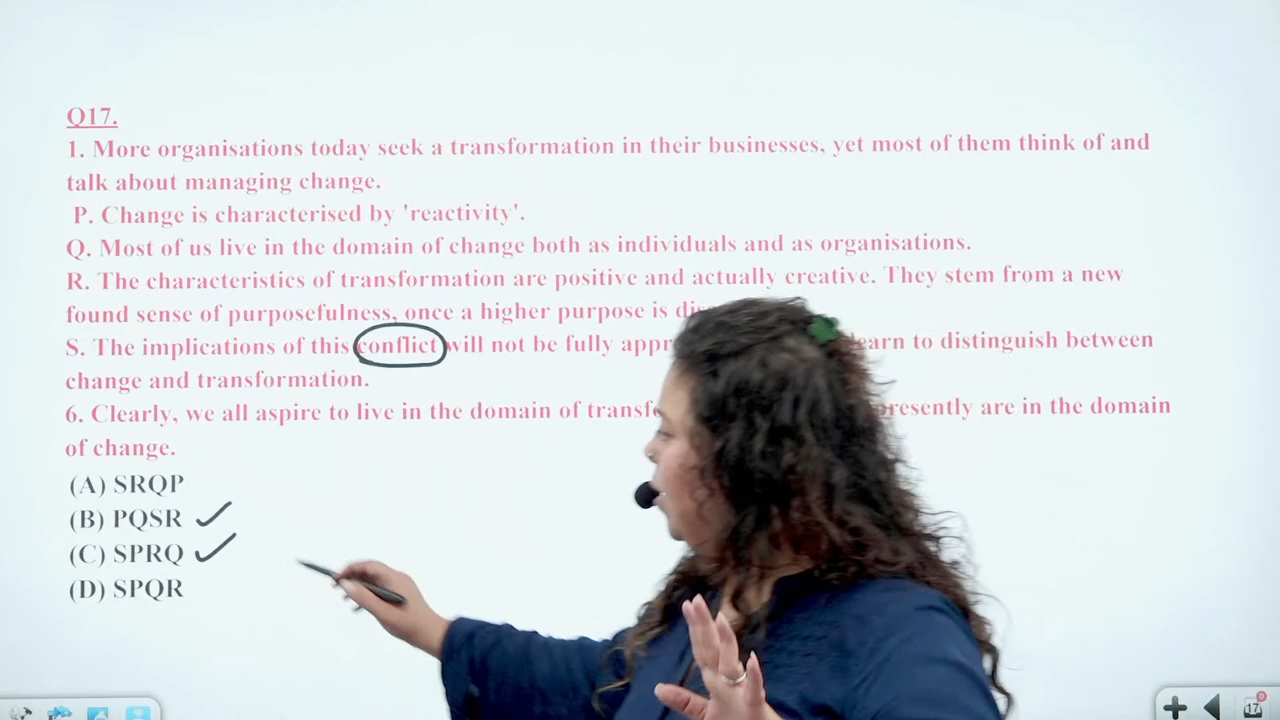 Q17.
1. More organisations today seek a transformation in their businesses, yet most of them think of and
talk about managing change.
P. Change is characterised by 'reactivity'.
Q. Most of us live in the domain of change both as individuals and as organisations.
R. The characteristics of transformation are positive and actually creative. They stem from a new
found sense of purposefulness, once a higher purpose is
S. The implications of this conflict will not be fully learn to distinguish between
change and transformation.
6. Clearly, we all aspire to live in the domain of presently are in the domain
of change.
(A) SRQP
(B) PQSR
(C) SPRQ
(D) SPQR
17